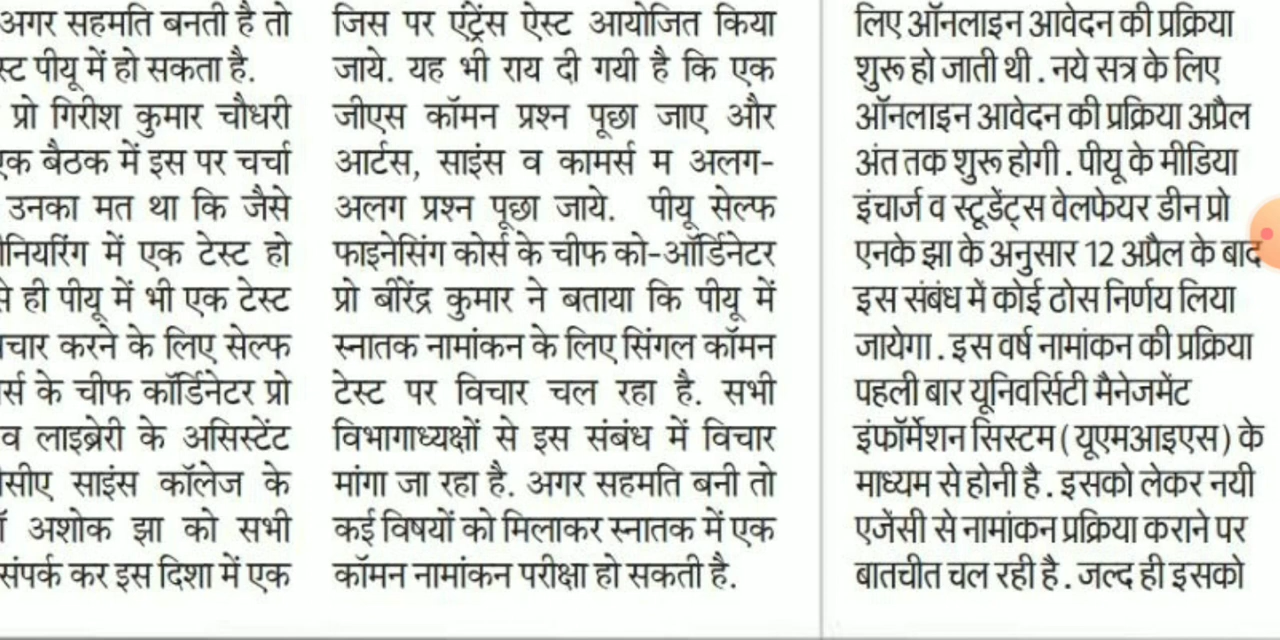 अगर सहमति बनती है तो
पीयू में हो सकता है.
प्रो गिरीश कुमार चौधरी
एक बैठक में इस पर चर्चा
उनका मत था कि जैसे
में एक टेस्ट हो
ही पीयू में भी एक टेस्ट
करने के लिए सेल्फ
के चीफ कॉर्डिनेटर प्रो
व लाइब्रेरी के असिस्टेंट
साइंस कॉलेज के
अशोक झा को सभी
संपर्क कर इस दिशा में एक
जिस पर एंट्रेंस ऐस्ट आयोजित किया
जाये. यह भी राय दी गयी है कि एक
जीएस कॉमन प्रश्न पूछा जाए और
आर्टस, साइंस व कामर्स म अलग-
अलग प्रश्न पूछा जाये. पीयू सेल्फ
फाइनेसिंग कोर्स के चीफ को-ऑर्डिनेटर
प्रो बीरेंद्र कुमार ने बताया कि पीयू में
स्नातक नामांकन के लिए सिंगल कॉमन
टेस्ट पर विचार चल रहा है. सभी
विभागाध्यक्षों से इस संबंध में विचार
मांगा जा रहा है. अगर सहमति बनी तो
कई विषयों को मिलाकर स्नातक में एक
कॉमन नामांकन परीक्षा हो सकती है.
लिए ऑनलाइन आवेदन की प्रक्रिया
शुरू हो जाती थी. नये सत्र के लिए
ऑनलाइन आवेदन की प्रक्रिया अप्रैल
अंत तक शुरू होगी. पीयू के मीडिया
इंचार्ज व स्टूडेंट्स वेलफेयर डीन प्रो
एनके झा के अनुसार 12 अप्रैल के बाद
इस संबंध में कोई ठोस निर्णय लिया
जायेगा. इस वर्ष नामांकन की प्रक्रिया
पहली बार यूनिवर्सिटी मैनेजमेंट
इंफॉर्मेशन सिस्टम (यूएमआइएस) के
माध्यम से होनी है. इसको लेकर नयी
एजेंसी से नामांकन प्रक्रिया कराने पर
बातचीत चल रही है. जल्द ही इसको